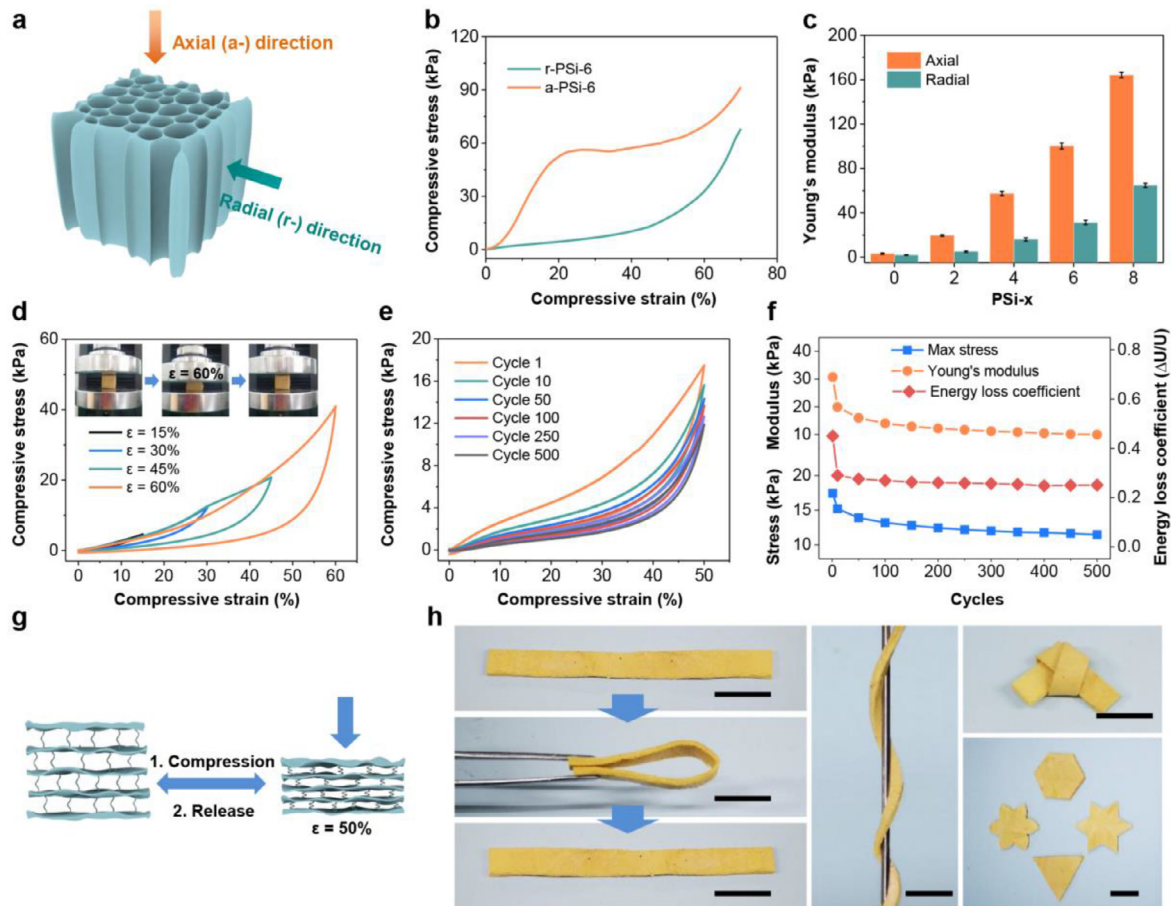 a
Axial (a-) direction
Radial (r-) direction
b
Compressive stress (kPa)
120
90
60
30
0
r-PSi-6
a-PSi-6
0 20 40 60 80
Compressive strain (%)
c
Young's modulus (kPa)
200
160
120
80
40
0
Axial
Radial
0 2 4 6 8
PSi-x
d
Compressive stress (kPa)
60
40
20
0
ε = 60%
ε = 15%
ε = 30%
ε = 45%
ε = 60%
0 10 20 30 40 50 60
Compressive strain (%)
e
Compressive stress (kPa)
20
16
12
8
4
0
Cycle 1
Cycle 10
Cycle 50
Cycle 100
Cycle 250
Cycle 500
0 10 20 30 40 50
Compressive strain (%)
f
Modulus (kPa)
40
30
20
10
Stress (kPa)
20
15
10
Max stress
Young's modulus
Energy loss coefficient
0.8
0.6
0.4
0.2
0.0
Energy loss coefficient (ΔU/U)
0 100 200 300 400 500
Cycles
g
1. Compression
2. Release
ε = 50%
h